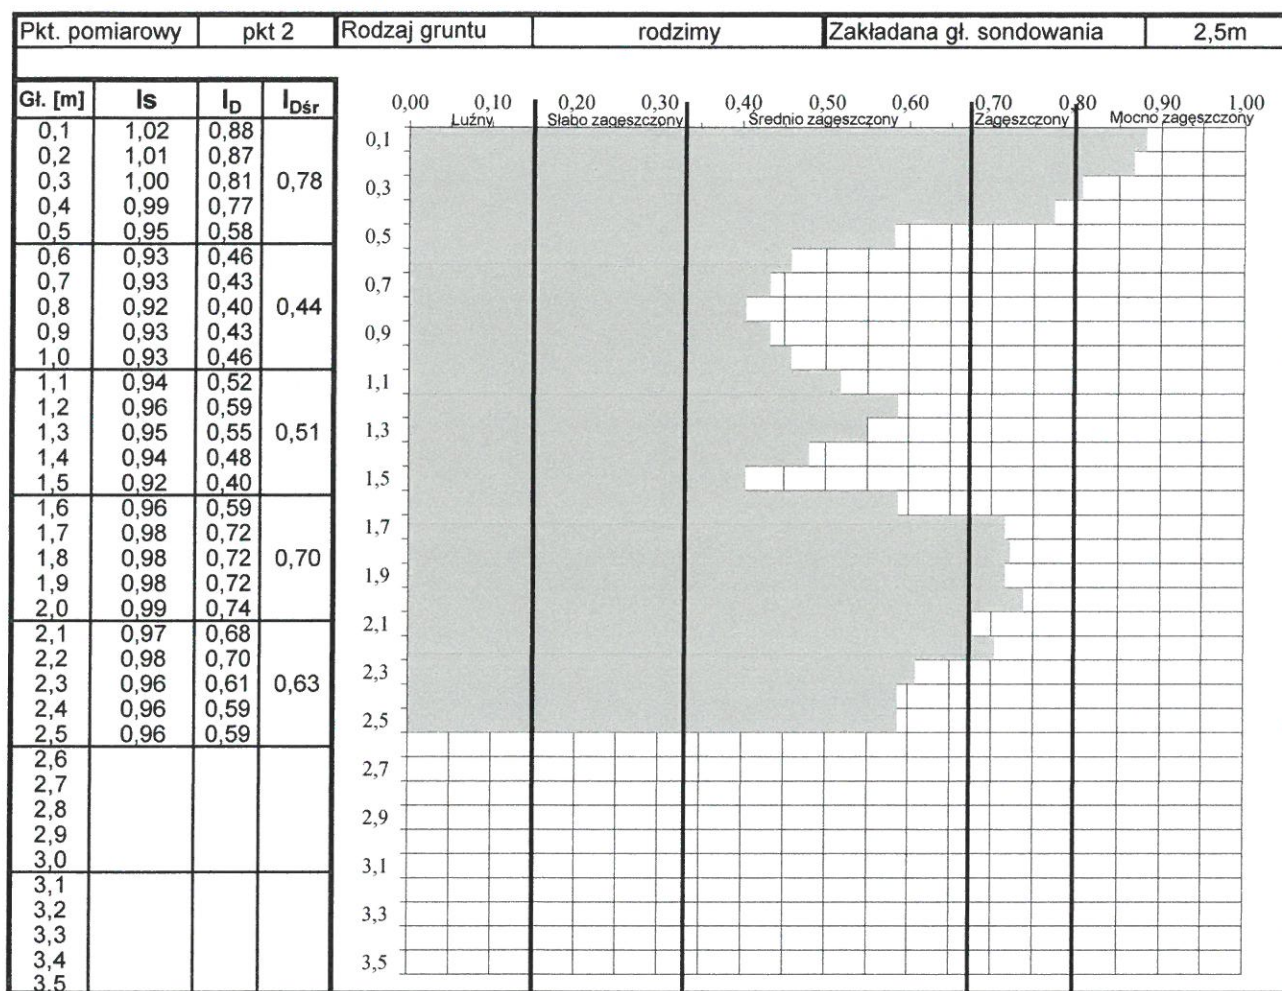 Pkt. pomiarowy pkt 2 Rodzaj gruntu rodzimy Zakładana gł. sondowania 2,5m
Gł. [m] Is ID IDśr
0,1 1,02 0,88
0,2 1,01 0,87
0,3 1,00 0,81 0,78
0,4 0,99 0,77
0,5 0,95 0,58
0,6 0,93 0,46
0,7 0,93 0,43
0,8 0,92 0,40 0,44
0,9 0,93 0,43
1,0 0,93 0,46
1,1 0,94 0,52
1,2 0,96 0,59
1,3 0,95 0,55 0,51
1,4 0,94 0,48
1,5 0,92 0,40
1,6 0,96 0,59
1,7 0,98 0,72
1,8 0,98 0,72 0,70
1,9 0,98 0,72
2,0 0,99 0,74
2,1 0,97 0,68
2,2 0,98 0,70
2,3 0,96 0,61 0,63
2,4 0,96 0,59
2,5 0,96 0,59
2,6
2,7
2,8
2,9
3,0
3,1
3,2
3,3
3,4
3,5
0,00 0,10 0,20 0,30 0,40 0,50 0,60 0,70 0,80 0,90 1,00
Luźny Słabo zagęszczony Średnio zagęszczony Zagęszczony Mocno zagęszczony
0,1
0,3
0,5
0,7
0,9
1,1
1,3
1,5
1,7
1,9
2,1
2,3
2,5
2,7
2,9
3,1
3,3
3,5